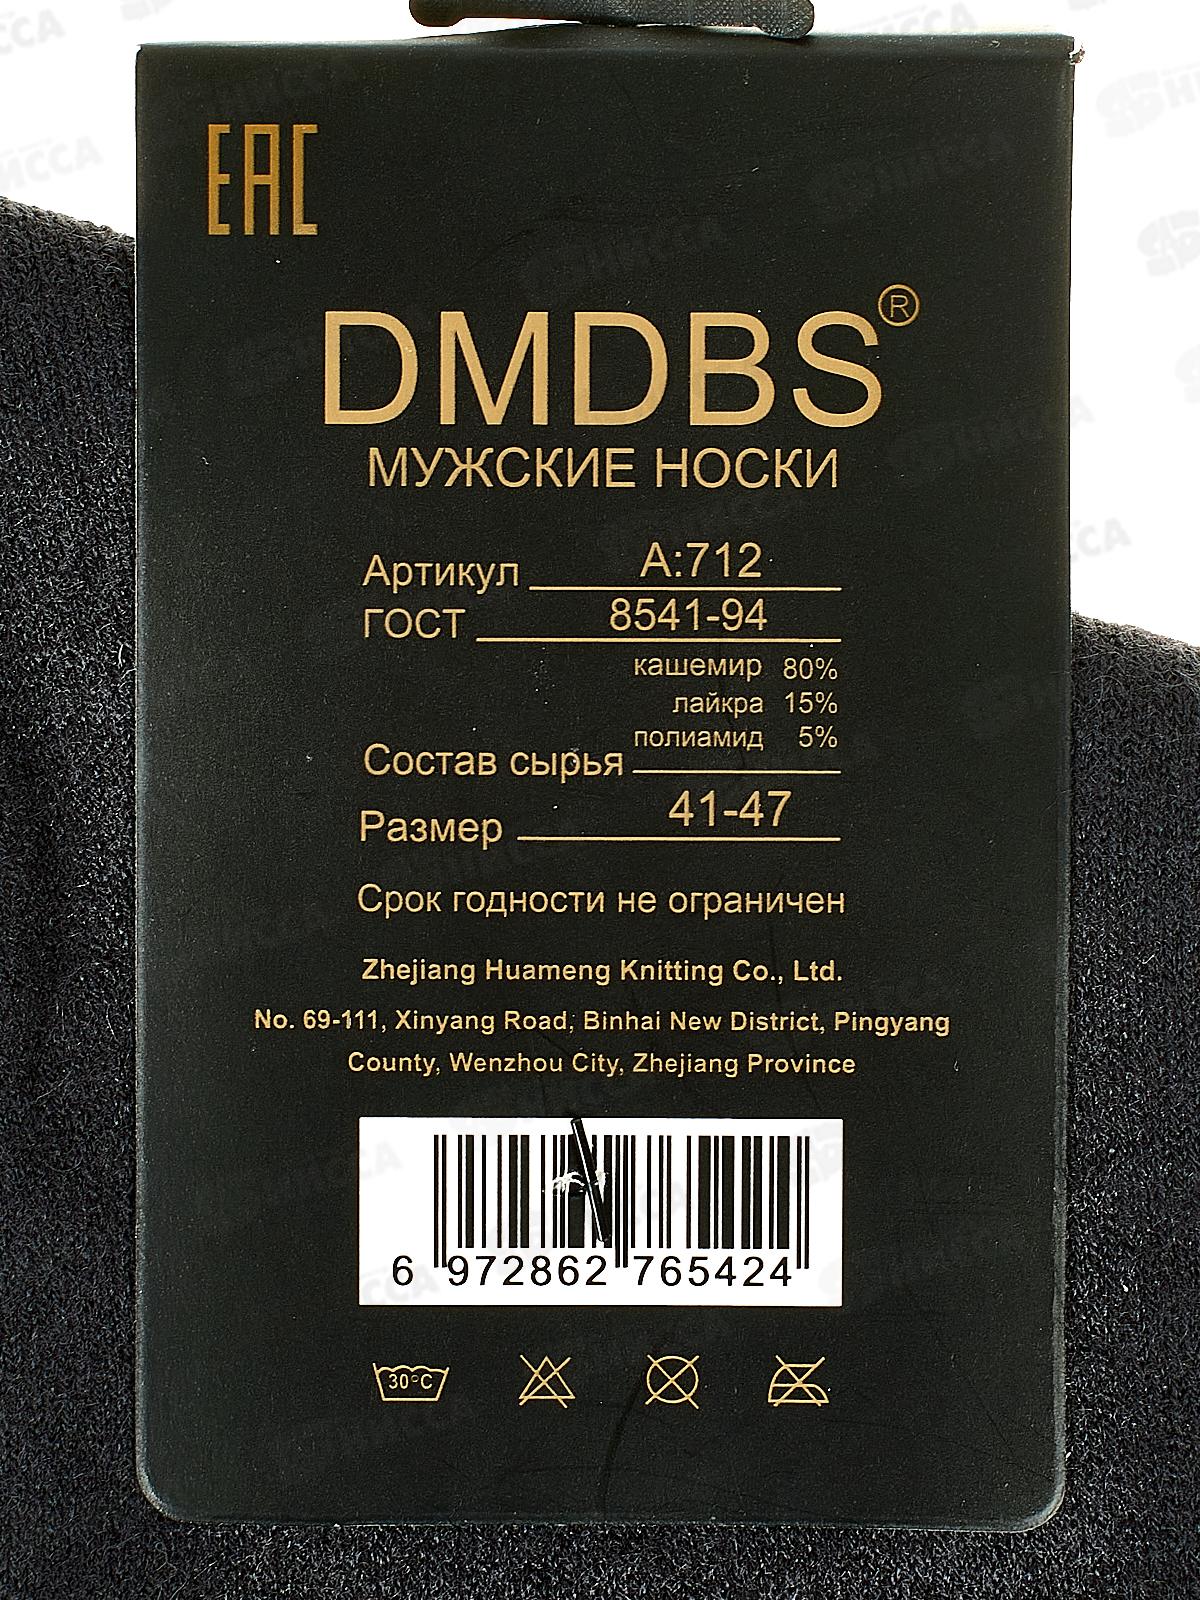 EAC
DMDBS®
МУЖСКИЕ НОСКИ
Артикул А:712
ГОСТ 8541-94
кашемир 80%
лайкра 15%
полиамид 5%
Состав сырья
Размер 41-47
Срок годности не ограничен
Zhejiang Huameng Knitting Co., Ltd.
No. 69-111, Xinyang Road, Binhai New District, Pingyang
County, Wenzhou City, Zhejiang Province
6 972862 765424
30°C
НИССА